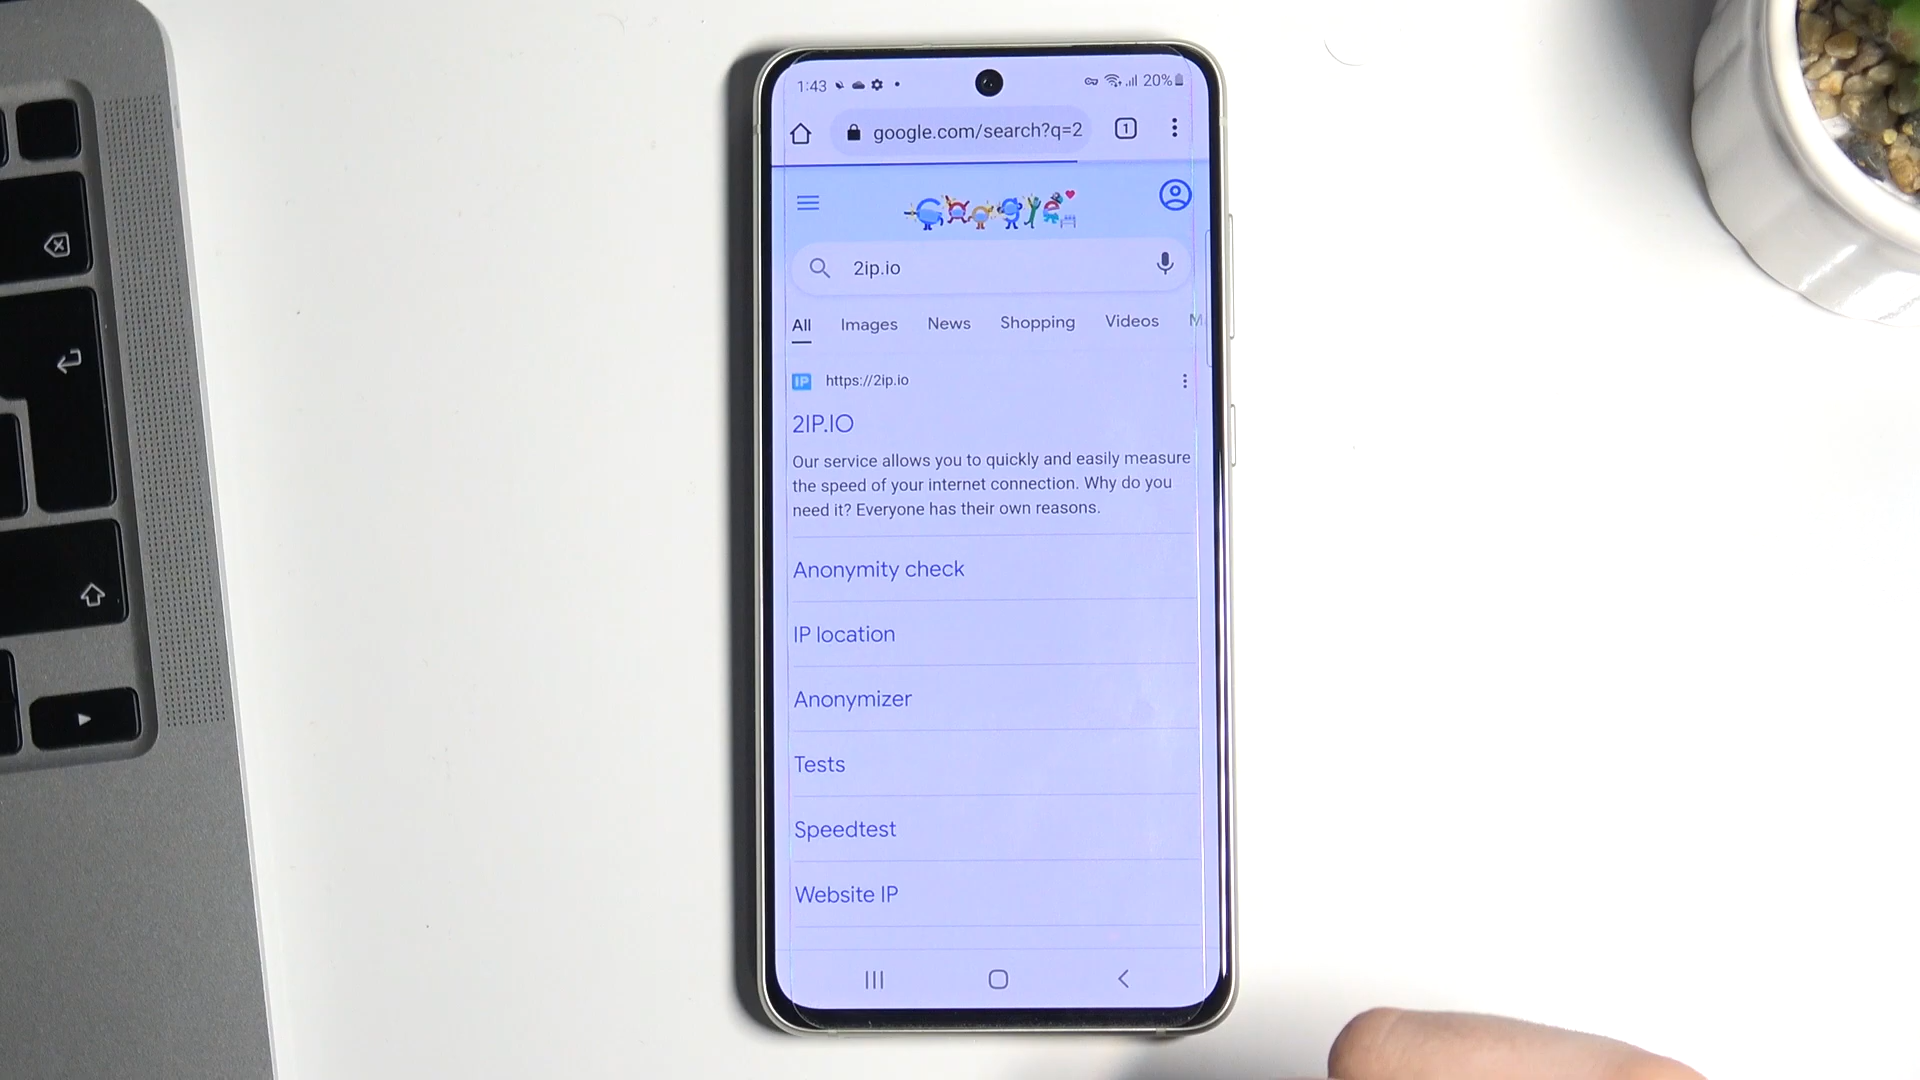 1:43
20%
google.com/search?q=2
1
Google
2ip.io
All Images News Shopping Videos M
IP https://2ip.io
2IP.IO
Our service allows you to quickly and easily measure
the speed of your internet connection. Why do you
need it? Everyone has their own reasons.
Anonymity check
IP location
Anonymizer
Tests
Speedtest
Website IP